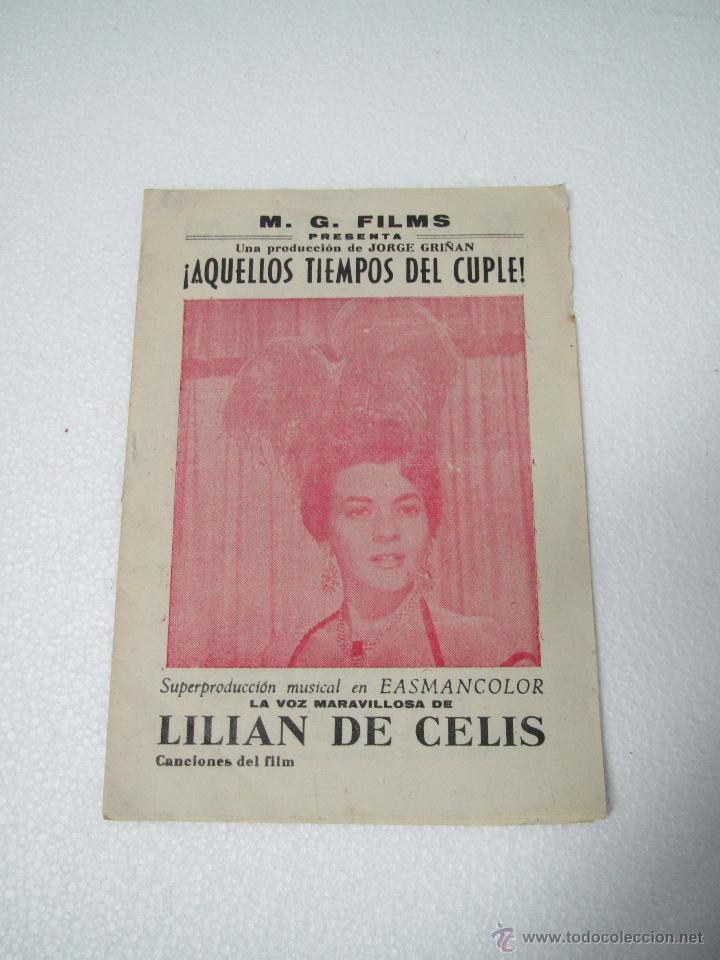 M. G. FILMS
PRESENTA
Una producción de JORGE GRIÑAN
¡AQUELLOS TIEMPOS DEL CUPLE!
Superproducción musical en EASMANCOLOR
LA VOZ MARAVILLOSA DE
LILIAN DE CELIS
Canciones del film
© www.todocoleccion.net